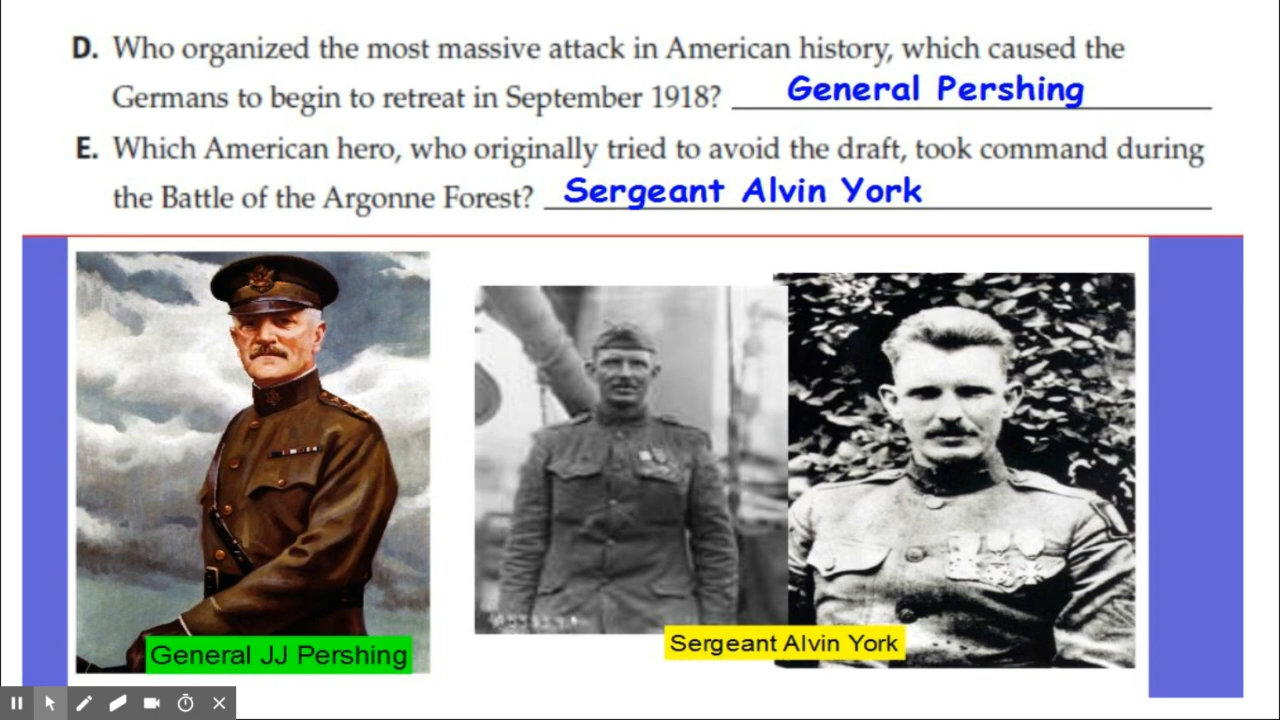 D. Who organized the most massive attack in American history, which caused the
Germans to begin to retreat in September 1918? General Pershing
E. Which American hero, who originally tried to avoid the draft, took command during
the Battle of the Argonne Forest? Sergeant Alvin York
General JJ Pershing
Sergeant Alvin York